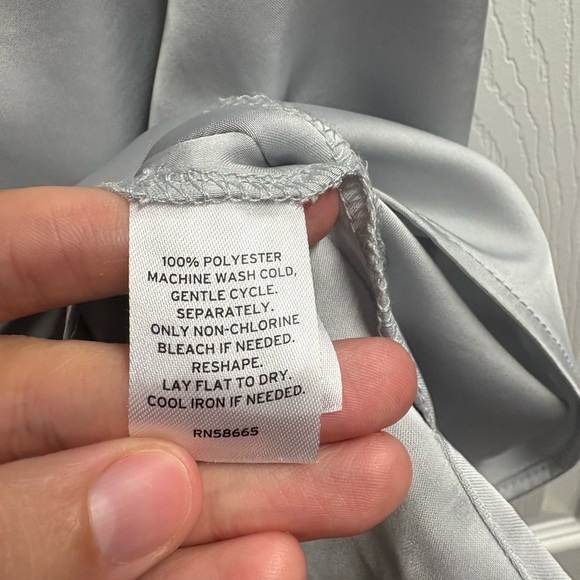 100% POLYESTER
MACHINE WASH COLD,
GENTLE CYCLE.
SEPARATELY.
ONLY NON-CHLORINE
BLEACH IF NEEDED.
RESHAPE.
LAY FLAT TO DRY.
COOL IRON IF NEEDED.
RN58665